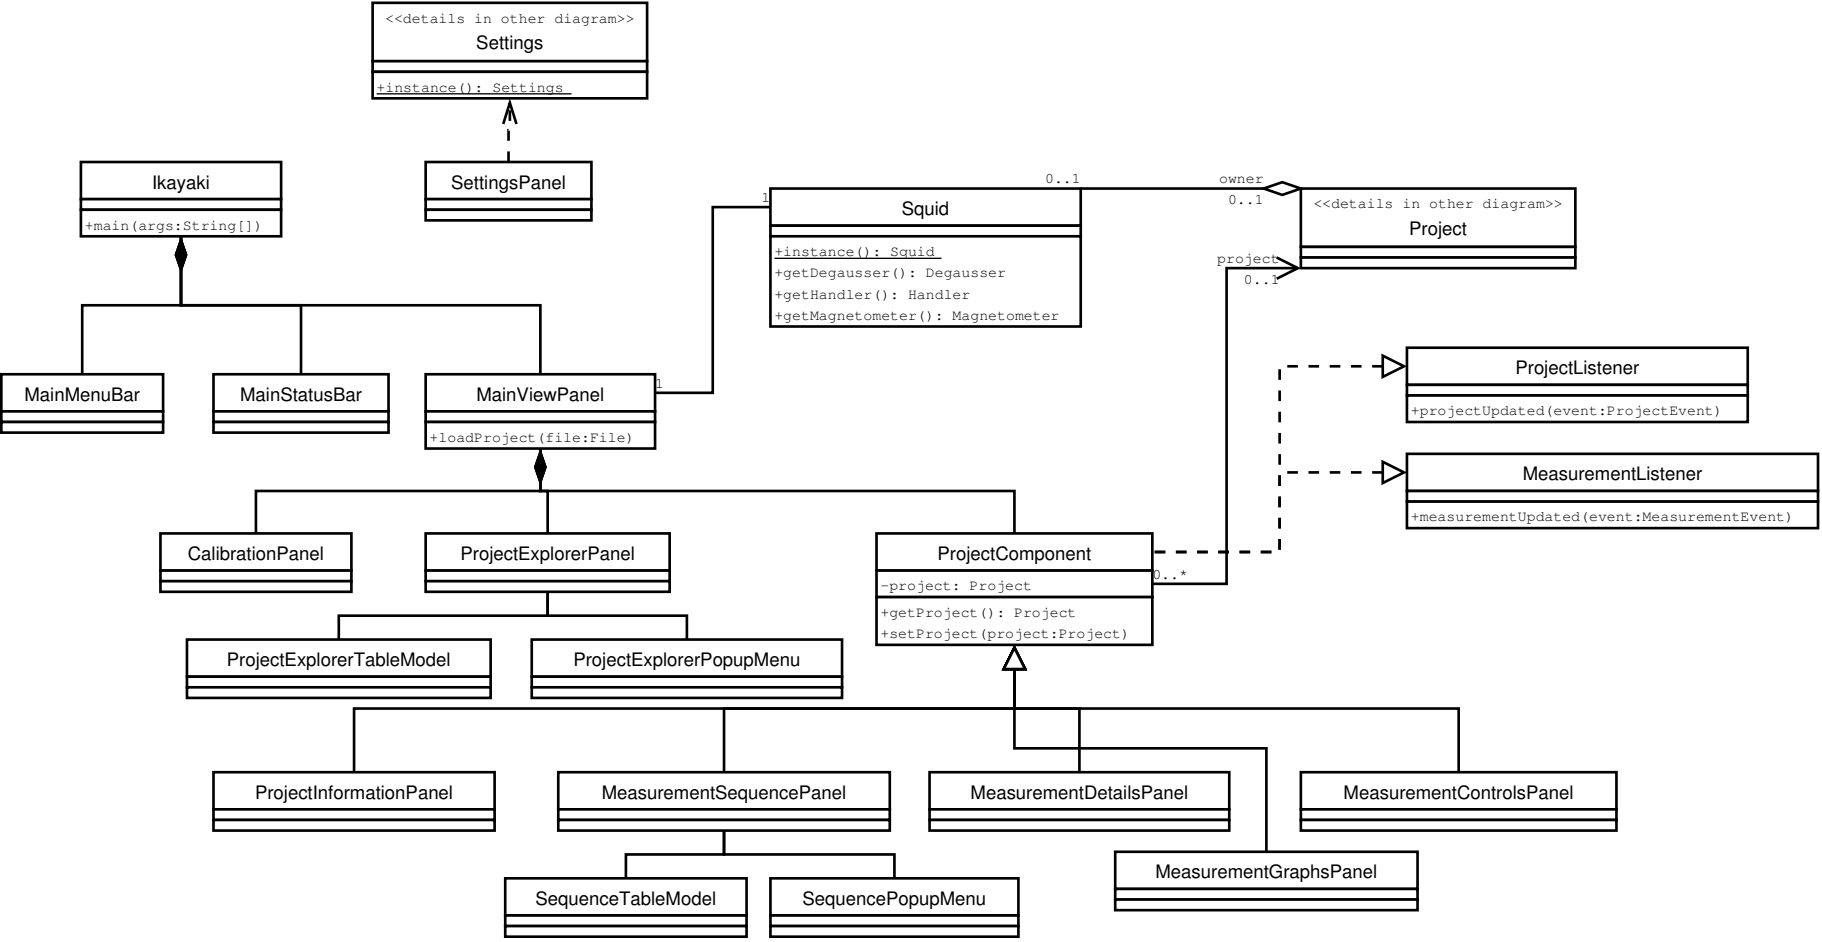 <<details in other diagram>>
Settings
+instance(): Settings
Ikayaki
+main(args:String[])
SettingsPanel
1
Squid
+instance(): Squid
+getDegausser(): Degausser
+getHandler(): Handler
+getMagnetometer(): Magnetometer
0..1
owner
0..1
<<details in other diagram>>
Project
project
0..1
MainMenuBar
MainStatusBar
MainViewPanel
+loadProject(file:File)
1
ProjectListener
+projectUpdated(event:ProjectEvent)
MeasurementListener
+measurementUpdated(event:MeasurementEvent)
CalibrationPanel
ProjectExplorerPanel
ProjectComponent
-project: Project
+getProject(): Project
+setProject(project:Project)
0..*
ProjectExplorerTableModel
ProjectExplorerPopupMenu
ProjectInformationPanel
MeasurementSequencePanel
MeasurementDetailsPanel
MeasurementControlsPanel
MeasurementGraphsPanel
SequenceTableModel
SequencePopupMenu